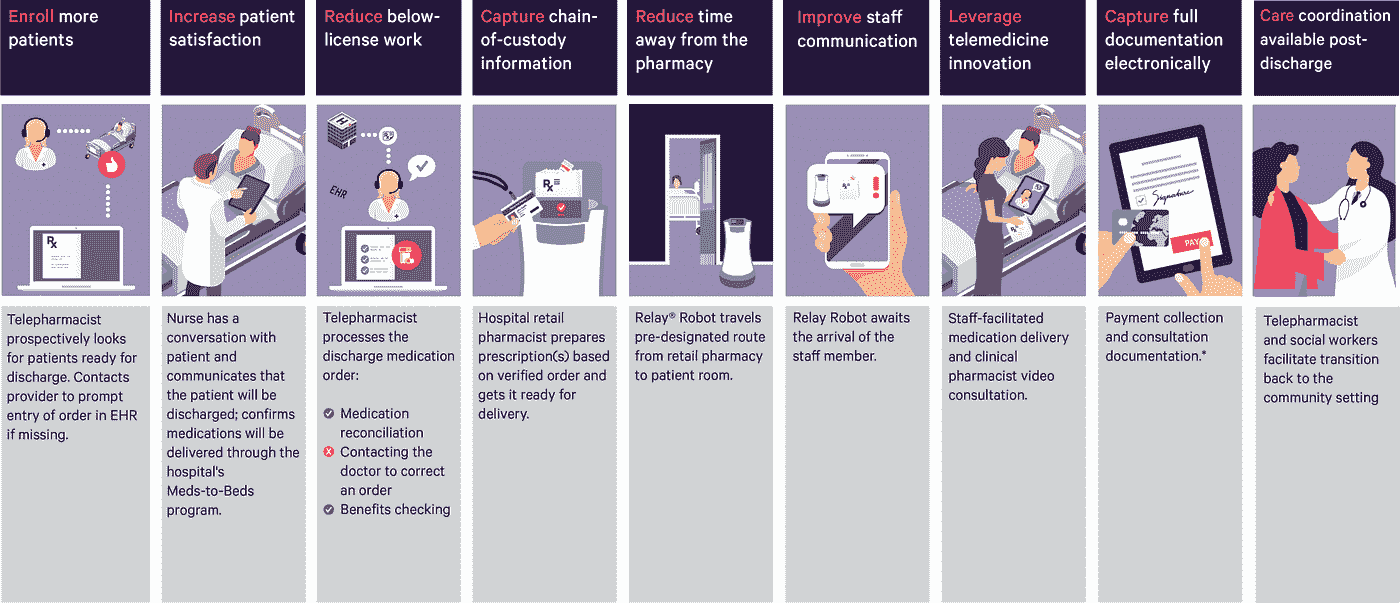 Enroll more
patients
Increase patient
satisfaction
Reduce below-
license work
Capture chain-
of-custody
information
Reduce time
away from the
pharmacy
Improve staff
communication
Leverage
telemedicine
innovation
Capture full
documentation
electronically
Care coordination
available post-
discharge
Rx
H
EHR
Rx
Rx
Signature
PAY
Telepharmacist
prospectively looks
for patients ready for
discharge. Contacts
provider to prompt
entry of order in EHR
if missing.
Nurse has a
conversation with
patient and
communicates that
the patient will be
discharged; confirms
medications will be
delivered through the
hospital's
Meds-to-Beds
program.
Telepharmacist
processes the
discharge medication
order:
Medication
reconciliation
X Contacting the
doctor to correct
an order
Benefits checking
Hospital retail
pharmacist prepares
prescription(s) based
on verified order and
gets it ready for
delivery.
Relay® Robot travels
pre-designated route
from retail pharmacy
to patient room.
Relay Robot awaits
the arrival of the
staff member.
Staff-facilitated
medication delivery
and clinical
pharmacist video
consultation.
Payment collection
and consultation
documentation.*
Telepharmacist
and social workers
facilitate transition
back to the
community setting